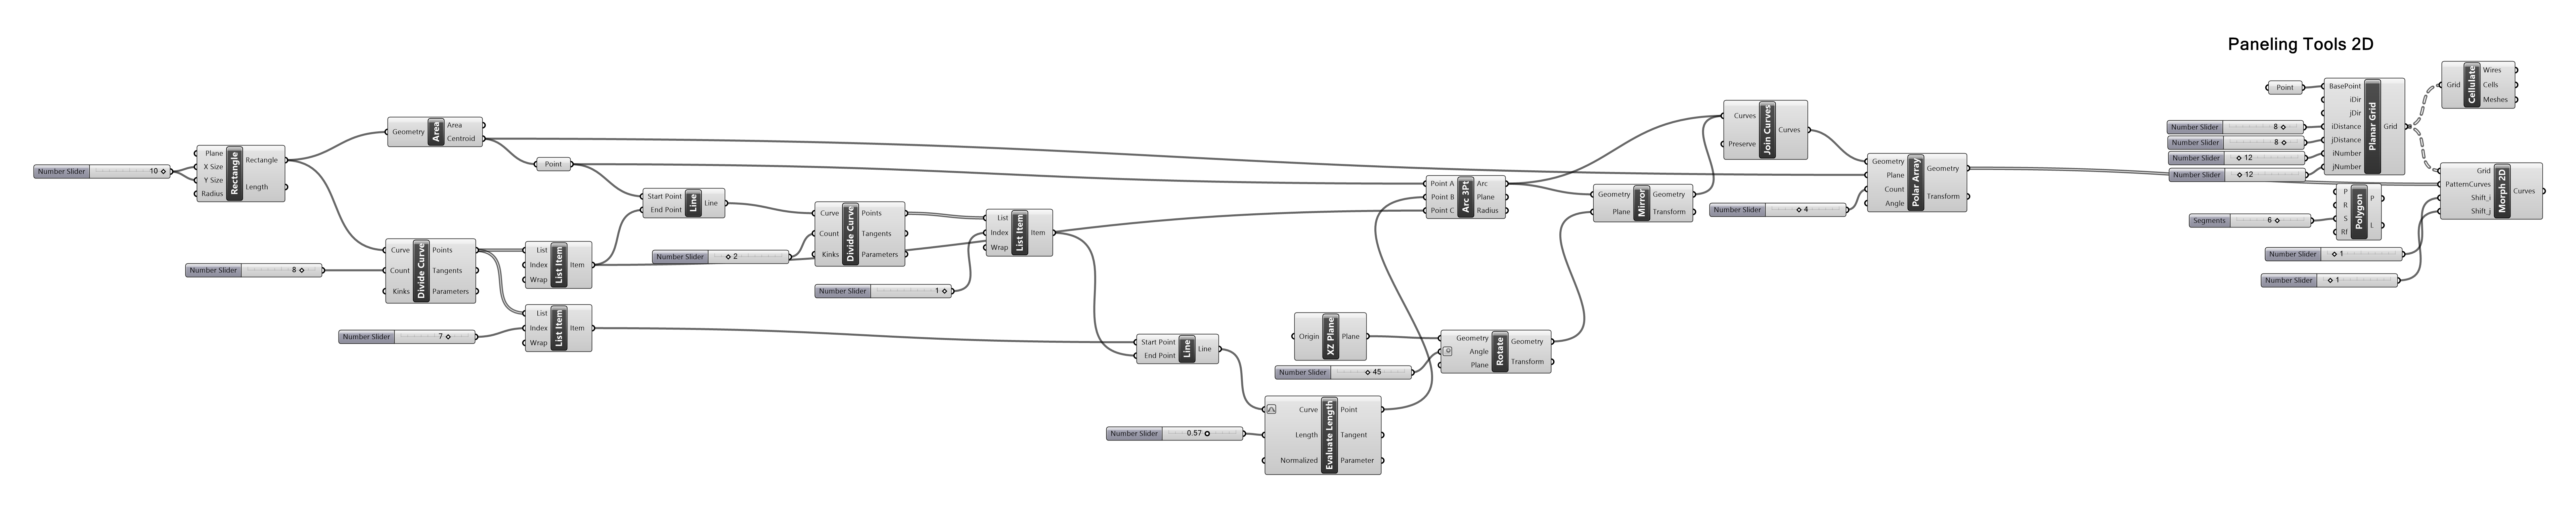 Paneling Tools 2D
Number Slider 10
Rectangle
Plane
X Size
Y Size
Radius
Rectangle
Length
Area
Geometry
Area
Centroid
Point
Number Slider 8
Divide Curve
Curve
Count
Kinks
Points
Tangents
Parameters
List Item
List
Index
Wrap
Item
Number Slider 7
List Item
List
Index
Wrap
Item
Line
Start Point
End Point
Line
Number Slider 2
Divide Curve
Curve
Count
Kinks
Points
Tangents
Parameters
Number Slider 1
List Item
List
Index
Wrap
Item
Line
Start Point
End Point
Line
Number Slider 0.57
Evaluate Length
Curve
Length
Normalized
Point
Tangent
Parameter
XZ Plane
Origin
Plane
Number Slider 45
Rotate
Geometry
Angle
Plane
Geometry
Transform
Arc 3Pt
Point A
Point B
Point C
Arc
Plane
Radius
Mirror
Geometry
Plane
Geometry
Transform
Join Curves
Curves
Preserve
Curves
Number Slider 4
Polar Array
Geometry
Plane
Count
Angle
Geometry
Transform
Point
Number Slider 8
Number Slider 8
Number Slider 12
Number Slider 12
Planar Grid
BasePoint
iDir
jDir
iDistance
jDistance
iNumber
jNumber
Grid
Segments 6
Polygon
P
R
S
Rf
P
L
Number Slider 1
Number Slider 1
Cellulate
Grid
Wires
Cells
Meshes
Morph 2D
Grid
PatternCurves
Shift_i
Shift_j
Curves